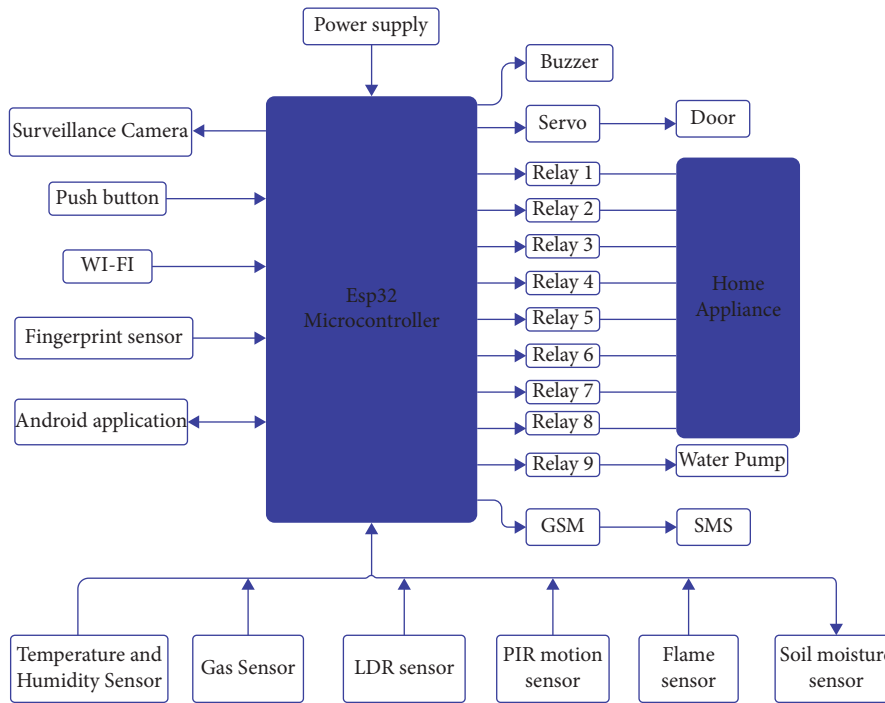 Power supply
Buzzer
Surveillance Camera
Servo
Door
Push button
Relay 1
Relay 2
WI-FI
Relay 3
Esp32
Microcontroller
Relay 4
Home
Appliance
Fingerprint sensor
Relay 5
Relay 6
Relay 7
Android application
Relay 8
Relay 9
Water Pump
GSM
SMS
Temperature and
Humidity Sensor
Gas Sensor
LDR sensor
PIR motion
sensor
Flame
sensor
Soil moisture
sensor